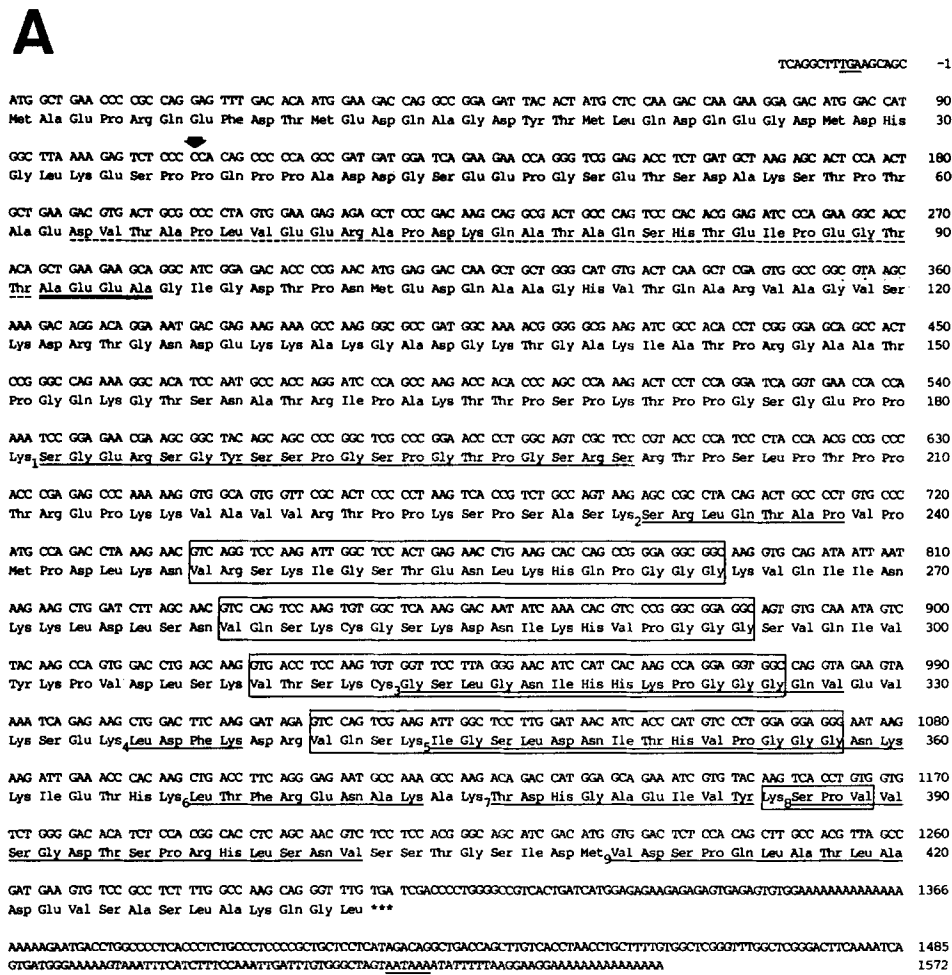 A
TCAGGCTTTGAAGCAGC -1
ATG GCT GAA CCC CGC CAG GAG TTT GAC ACA ATG GAA GAC CAG GCC GGA GAT TAC ACT ATG CTC CAA GAC CAA GAA GGA GAC ATG GAC CAT 90
Met Ala Glu Pro Arg Gln Glu Phe Asp Thr Met Glu Asp Gln Ala Gly Asp Tyr Thr Met Leu Gln Asp Gln Glu Gly Asp Met Asp His 30
GGC TTA AAA GAG TCT CCC CCA CAG CCC CCA GCC GAT GAT GGA TCA GAA GAA CCA GGG TCG GAG ACC TCT GAT GCT AAG AGC ACT CCA ACT 180
Gly Leu Lys Glu Ser Pro Pro Gln Pro Pro Ala Asp Asp Gly Ser Glu Glu Pro Gly Ser Glu Thr Ser Asp Ala Lys Ser Thr Pro Thr 60
GCT GAA GAC GTG ACT GCG CCC CTA GTG GAA GAG AGA GCT CCC GAC AAG CAG GCG ACT GCC CAG TCC CAC ACG GAG ATC CCA GAA GGC ACC 270
Ala Glu Asp Val Thr Ala Pro Leu Val Glu Glu Arg Ala Pro Asp Lys Gln Ala Thr Ala Gln Ser His Thr Glu Ile Pro Glu Gly Thr 90
ACA GCT GAA GAA GCA GGC ATC GGA GAC ACC CCG AAC ATG GAG GAC CAA GCT GCT GGG CAT GTG ACT CAA GCT CGA GTG GCC GGC GTA AGC 360
Thr Ala Glu Glu Ala Gly Ile Gly Asp Thr Pro Asn Met Glu Asp Gln Ala Ala Gly His Val Thr Gln Ala Arg Val Ala Gly Val Ser 120
AAA GAC AGG ACA GGA AAT GAC GAG AAG AAA GCC AAG GGC GCC GAT GGC AAA ACG GGG GCG AAG ATC GCC ACA CCT CGG GGA GCA GCC ACT 450
Lys Asp Arg Thr Gly Asn Asp Glu Lys Lys Ala Lys Gly Ala Asp Gly Lys Thr Gly Ala Lys Ile Ala Thr Pro Arg Gly Ala Ala Thr 150
CCG GGC CAG AAA GGC ACA TCC AAT GCC ACC AGG ATC CCA GCC AAG ACC ACA CCC AGC CCA AAG ACT CCT CCA GGA TCA GGT GAA CCA CCA 540
Pro Gly Gln Lys Gly Thr Ser Asn Ala Thr Arg Ile Pro Ala Lys Thr Thr Pro Ser Pro Lys Thr Pro Pro Gly Ser Gly Glu Pro Pro 180
AAA TCC GGA GAA CGA AGC GGC TAC AGC AGC CCC GGC TCG CCC GGA ACC CCT GGC AGT CGC TCC CGT ACC CCA TCC CTA CCA ACG CCG CCC 630
Lys 1 Ser Gly Glu Arg Ser Gly Tyr Ser Ser Pro Gly Ser Pro Gly Thr Pro Gly Ser Arg Ser Arg Thr Pro Ser Leu Pro Thr Pro Pro 210
ACC CGA GAG CCC AAA AAG GTG GCA GTG GTT CGC ACT CCC CCT AAG TCA CCG TCT GCC AGT AAG AGC CGC CTA CAG ACT GCC CCT GTG CCC 720
Thr Arg Glu Pro Lys Lys Val Ala Val Val Arg Thr Pro Pro Lys Ser Pro Ser Ala Ser Lys 2 Ser Arg Leu Gln Thr Ala Pro Val Pro 240
ATG CCA GAC CTA AAG AAC GTC AGG TCC AAG ATT GGC TCC ACT GAG AAC CTG AAG CAC CAG CCG GGA GGC GGC AAG GTG CAG ATA ATT AAT 810
Met Pro Asp Leu Lys Asn Val Arg Ser Lys Ile Gly Ser Thr Glu Asn Leu Lys His Gln Pro Gly Gly Gly Lys Val Gln Ile Ile Asn 270
AAG AAG CTG GAT CTT AGC AAC GTC CAG TCC AAG TGT GGC TCA AAG GAC AAT ATC AAA CAC GTC CCG GGC GGA GGC AGT GTG CAA ATA GTC 900
Lys Lys Leu Asp Leu Ser Asn Val Gln Ser Lys Cys Gly Ser Lys Asp Asn Ile Lys His Val Pro Gly Gly Gly Ser Val Gln Ile Val 300
TAC AAG CCA GTG GAC CTG AGC AAG GTG ACC TCC AAG TGT GGT TCC TTA GGG AAC ATC CAT CAC AAG CCA GGA GGT GGC CAG GTA GAA GTA 990
Tyr Lys Pro Val Asp Leu Ser Lys Val Thr Ser Lys Cys 3 Gly Ser Leu Gly Asn Ile His His Lys Pro Gly Gly Gly Gln Val Glu Val 330
AAA TCA GAG AAG CTG GAC TTC AAG GAT AGA GTC CAG TCG AAG ATT GGC TCC TTG GAT AAC ATC ACC CAT GTC CCT GGA GGA GGG AAT AAG 1080
Lys Ser Glu Lys 4 Leu Asp Phe Lys Asp Arg Val Gln Ser Lys 5 Ile Gly Ser Leu Asp Asn Ile Thr His Val Pro Gly Gly Gly Asn Lys 360
AAG ATT GAA ACC CAC AAG CTG ACC TTC AGG GAG AAT GCC AAA GCC AAG ACA GAC CAT GGA GCA GAA ATC GTG TAC AAG TCA CCT GTG GTG 1170
Lys Ile Glu Thr His Lys 6 Leu Thr Phe Arg Glu Asn Ala Lys Ala Lys 7 Thr Asp His Gly Ala Glu Ile Val Tyr Lys 8 Ser Pro Val Val 390
TCT GGG GAC ACA TCT CCA CGG CAC CTC AGC AAC GTC TCC TCC ACG GGC AGC ATC GAC ATG GTG GAC TCT CCA CAG CTT GCC ACG TTA GCC 1260
Ser Gly Asp Thr Ser Pro Arg His Leu Ser Asn Val Ser Ser Thr Gly Ser Ile Asp Met 9 Val Asp Ser Pro Gln Leu Ala Thr Leu Ala 420
GAT GAA GTG TCC GCC TCT TTG GCC AAG CAG GGT TTG TGA TCGACCCCTGGGGCCGTCACTGATCATGGAGAGAAGAGAGAGTGAGAGTGTGGAAAAAAAAAAAAAA 1366
Asp Glu Val Ser Ala Ser Leu Ala Lys Gln Gly Leu ***
AAAAAGAATGACCTGGCCCCTCACCCTCTGCCCTCCCCGCTGCTCCTCATAGACAGGCTGACCAGCTTGTCACCTAACCTGCTTTTGTGGCTCGGGTTTGGCTCGGGACTTCAAAATCA 1485
GTGATGGGAAAAAGTAAATTTCATCTTTCCAAATTGATTTGTGGGCTAGTAATAAAATATTTTTAAGGAAGGAAAAAAAAAAAAAAAAA 1572